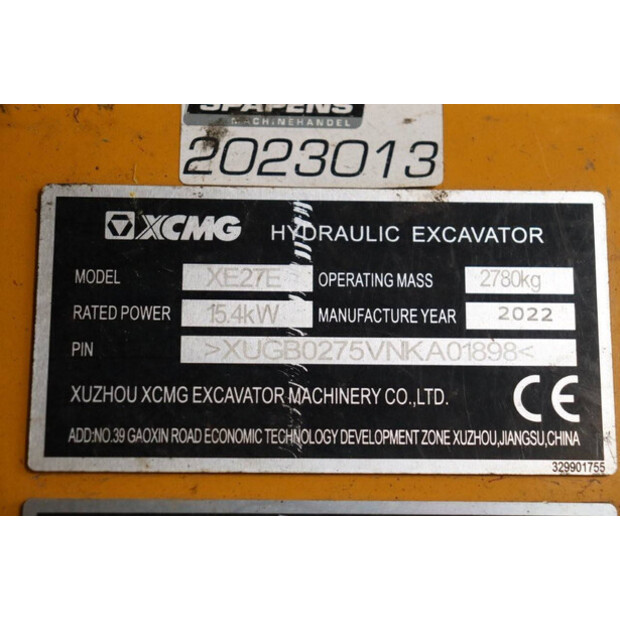 SPAPENS
MACHINEHANDEL
2023013
XCMG HYDRAULIC EXCAVATOR
MODEL XE27E OPERATING MASS 2780kg
RATED POWER 15.4kW MANUFACTURE YEAR 2022
PIN >XUGB0275VNKA01898<
XUZHOU XCMG EXCAVATOR MACHINERY CO.,LTD. CE
ADD:NO.39 GAOXIN ROAD ECONOMIC TECHNOLOGY DEVELOPMENT ZONE XUZHOU,JIANGSU,CHINA
329901755